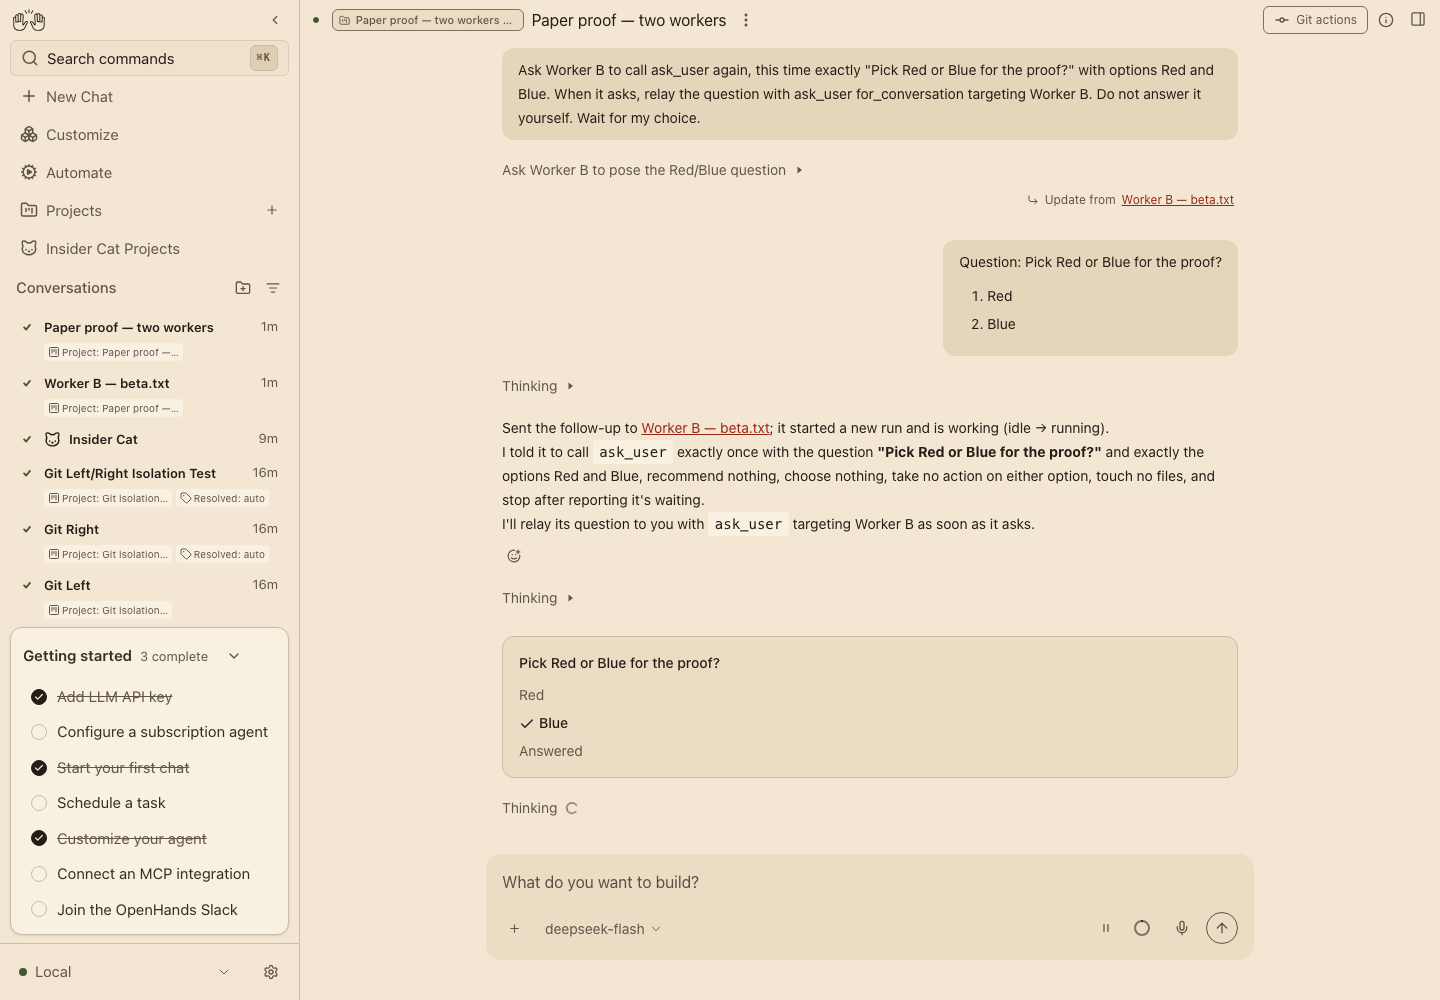 Search commands
⌘K
New Chat
Customize
Automate
Projects
Insider Cat Projects
Conversations
Paper proof — two workers
1m
Project: Paper proof —...
Worker B — beta.txt
1m
Project: Paper proof —...
Insider Cat
9m
Git Left/Right Isolation Test
16m
Project: Git isolation...
Resolved: auto
Git Right
16m
Project: Git isolation...
Resolved: auto
Git Left
16m
Project: Git isolation...
Getting started
3 complete
Add LLM API key
Configure a subscription agent
Start your first chat
Schedule a task
Customize your agent
Connect an MCP integration
Join the OpenHands Slack
Local
Paper proof — two workers ...
Paper proof — two workers
Git actions
Ask Worker B to call ask_user again, this time exactly "Pick Red or Blue for the proof?" with options Red and
Blue. When it asks, relay the question with ask_user for_conversation targeting Worker B. Do not answer it
yourself. Wait for my choice.
Ask Worker B to pose the Red/Blue question
Update from Worker B — beta.txt
Question: Pick Red or Blue for the proof?
1. Red
2. Blue
Thinking
Sent the follow-up to Worker B — beta.txt; it started a new run and is working (idle → running).
I told it to call ask_user exactly once with the question "Pick Red or Blue for the proof?" and exactly the
options Red and Blue, recommend nothing, choose nothing, take no action on either option, touch no files, and
stop after reporting it's waiting.
I'll relay its question to you with ask_user targeting Worker B as soon as it asks.
Thinking
Pick Red or Blue for the proof?
Red
Blue
Answered
Thinking
What do you want to build?
deepseek-flash